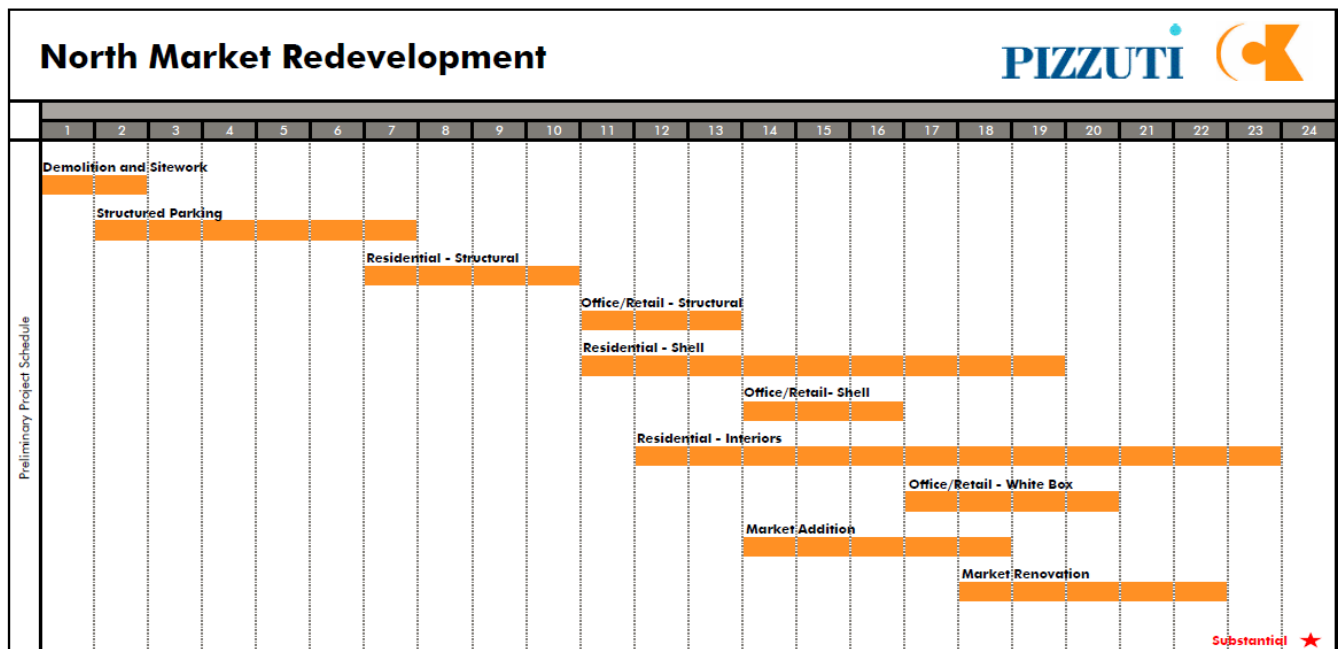 North Market Redevelopment
PIZZUTI
1 2 3 4 5 6 7 8 9 10 11 12 13 14 15 16 17 18 19 20 21 22 23 24
Preliminary Project Schedule
Demolition and Sitework
Structured Parking
Residential - Structural
Office/Retail - Structural
Residential - Shell
Office/Retail- Shell
Residential - Interiors
Office/Retail - White Box
Market Addition
Market Renovation
Substantial